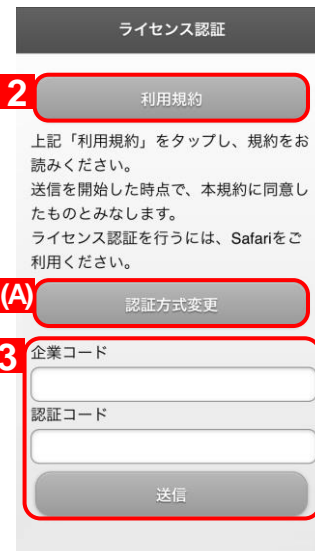 ライセンス認証
2
利用規約
上記「利用規約」をタップし、規約をお
読みください。
送信を開始した時点で、本規約に同意し
たものとみなします。
ライセンス認証を行うには、Safariをご
利用ください。
(A)
認証方式変更
3
企業コード
認証コード
送信